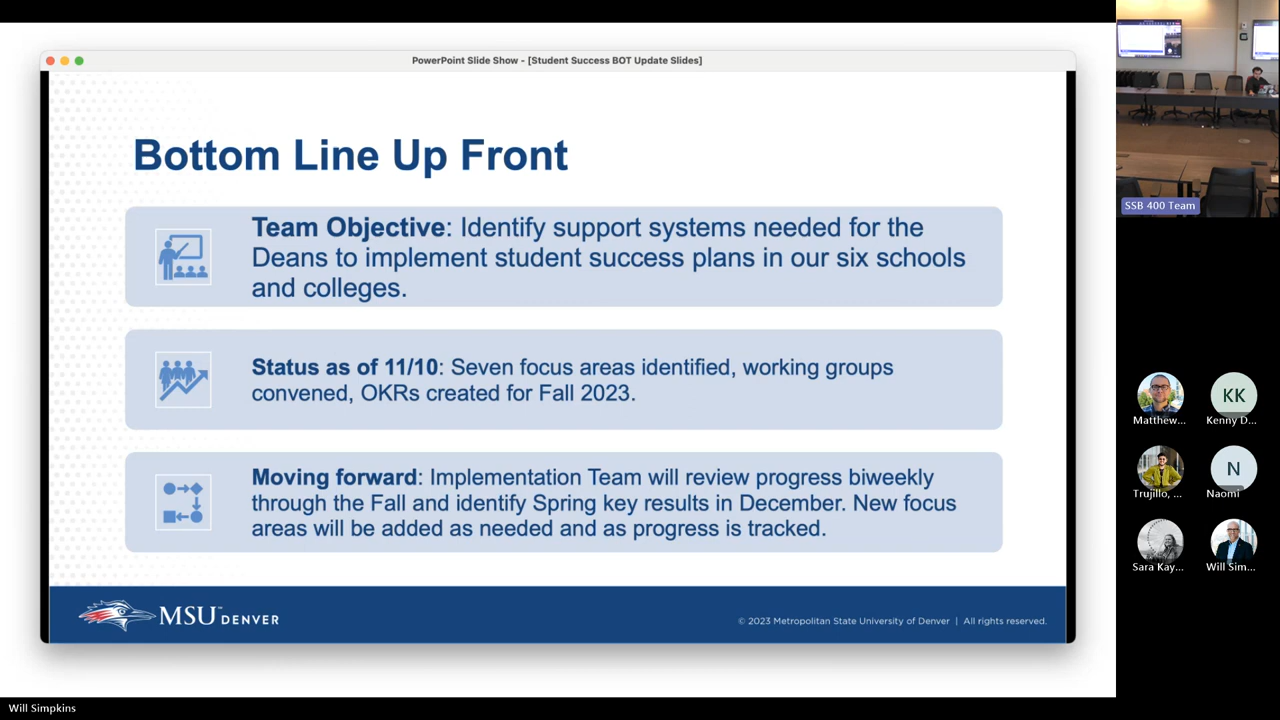 PowerPoint Slide Show - [Student Success BOT Update Slides]
Bottom Line Up Front
Team Objective: Identify support systems needed for the
Deans to implement student success plans in our six schools
and colleges.
Status as of 11/10: Seven focus areas identified, working groups
convened, OKRs created for Fall 2023.
Moving forward: Implementation Team will review progress biweekly
through the Fall and identify Spring key results in December. New focus
areas will be added as needed and as progress is tracked.
MSU DENVER
© 2023 Metropolitan State University of Denver | All rights reserved.
SSB 400 Team
KK
Matthew... Kenny D...
N
Trujillo, ... Naomi
Sara Kay... Will Sim...
Will Simpkins